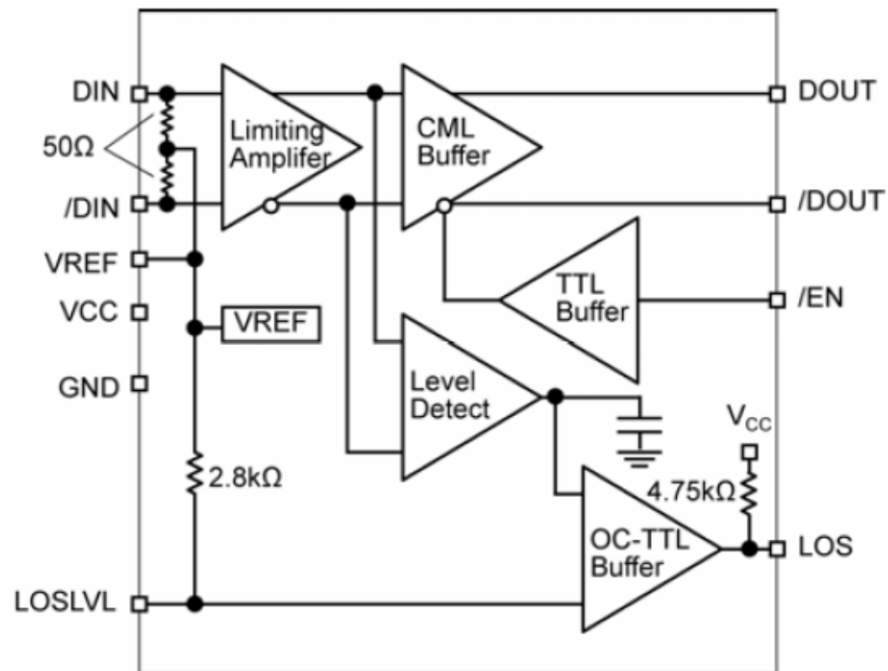 DIN
DOUT
Limiting
Amplifer
CML
Buffer
50Ω
/DIN
/DOUT
VREF
VCC
VREF
TTL
Buffer
/EN
GND
Level
Detect
V_CC
2.8kΩ
4.75kΩ
OC-TTL
Buffer
LOS
LOSLVL